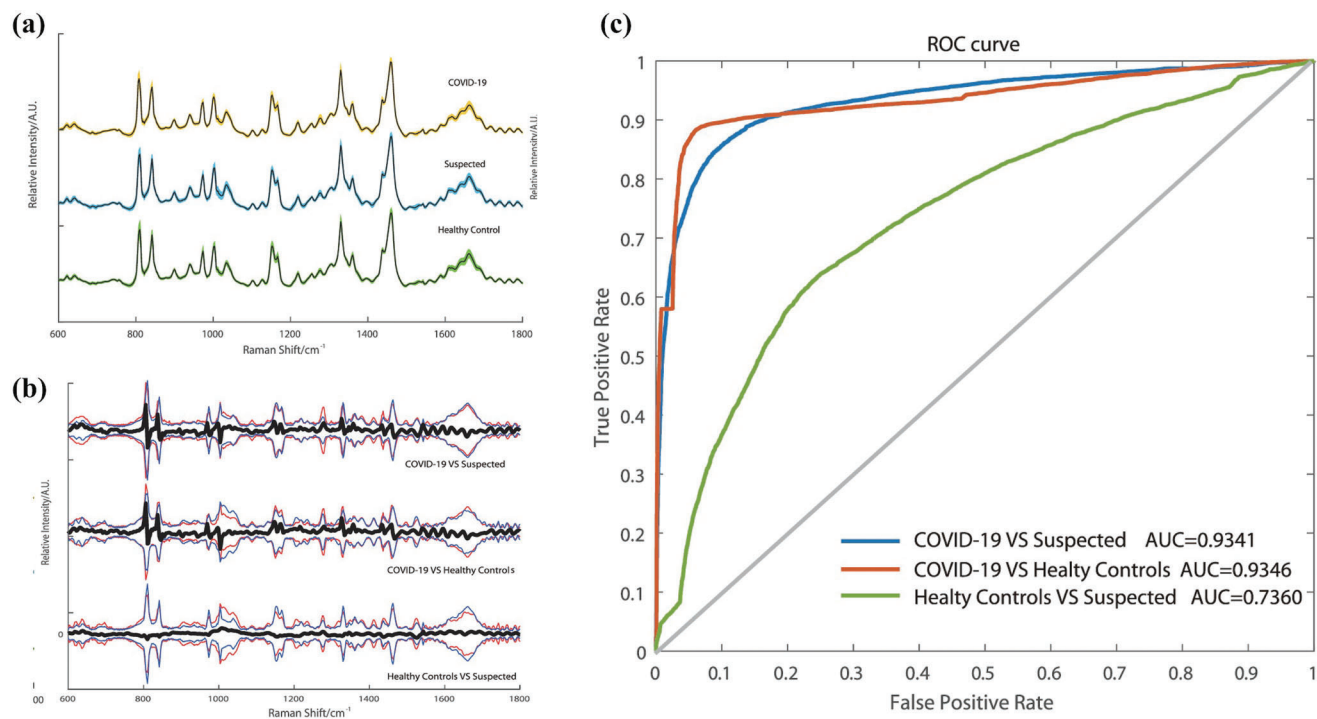 (a)
COVID-19
Suspected
Healthy Control
Relative Intensity/A.U.
Relative Intensity/A.U.
600 800 1000 1200 1400 1600 1800
Raman Shift/cm⁻¹
(b)
COVID-19 VS Suspected
COVID-19 VS Healthy Controls
Healthy Controls VS Suspected
Relative Intensity/A.U.
0
00
600 800 1000 1200 1400 1600 1800
Raman Shift/cm⁻¹
(c)
ROC curve
1
0.9
0.8
0.7
0.6
0.5
0.4
0.3
0.2
0.1
0
True Positive Rate
COVID-19 VS Suspected AUC=0.9341
COVID-19 VS Healty Controls AUC=0.9346
Healty Controls VS Suspected AUC=0.7360
0 0.1 0.2 0.3 0.4 0.5 0.6 0.7 0.8 0.9 1
False Positive Rate